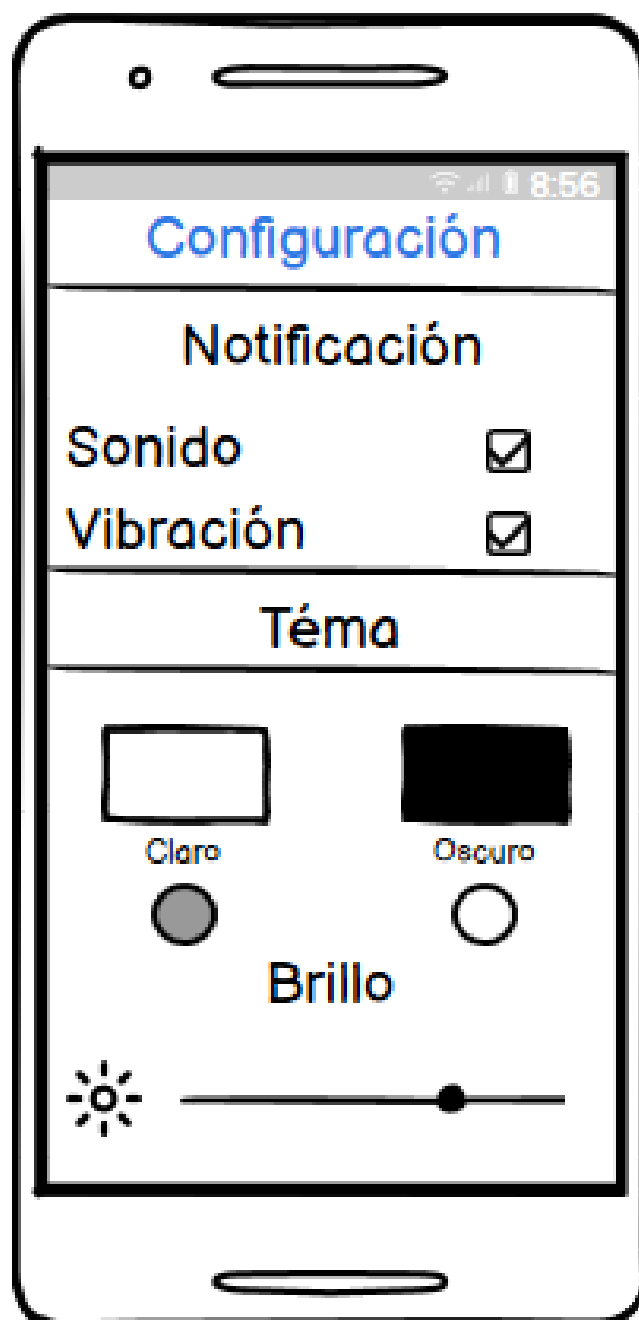 8:56
Configuración
Notificación
Sonido
Vibración
Téma
Claro Oscuro
Brillo